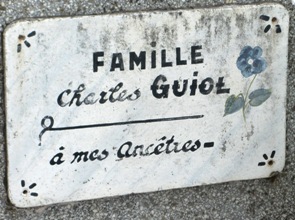 FAMILLE
Charles GUIOL
à mes Ancêtres